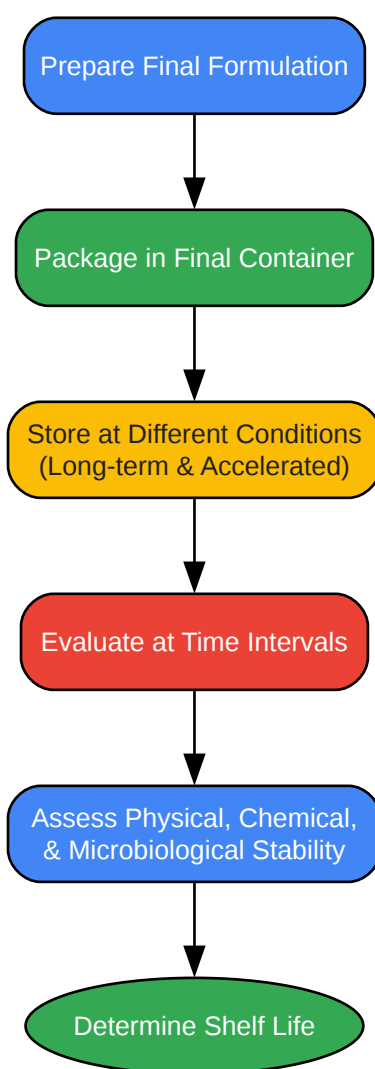 Prepare Final Formulation
Package in Final Container
Store at Different Conditions
(Long-term & Accelerated)
Evaluate at Time Intervals
Assess Physical, Chemical,
& Microbiological Stability
Determine Shelf Life